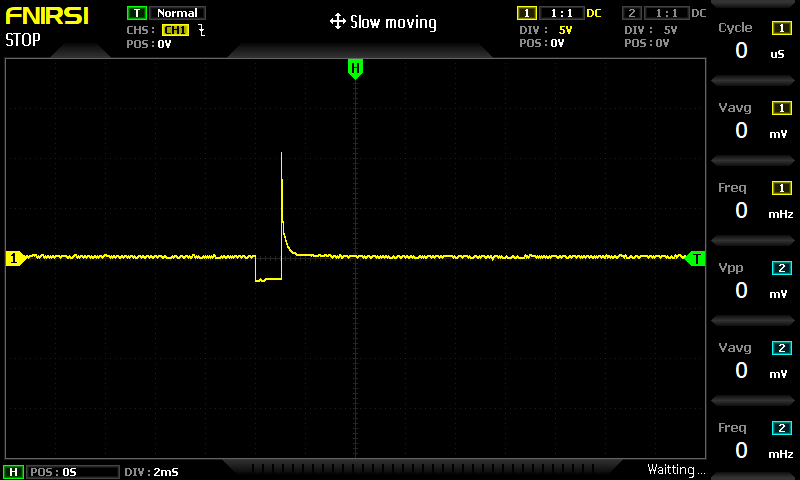 FNIRSI
STOP
T Normal
CHS: CH1
POS: 0V
Slow moving
1 1:1 DC
DIV: 5V
POS: 0V
2 1:1 DC
DIV: 5V
POS: 0V
H
1
T
Cycle 1
0 uS
Vavg 1
0 mV
Freq 1
0 mHz
Vpp 2
0 mV
Vavg 2
0 mV
Freq 2
0 mHz
H POS: 0S DIV: 2mS
Waitting...